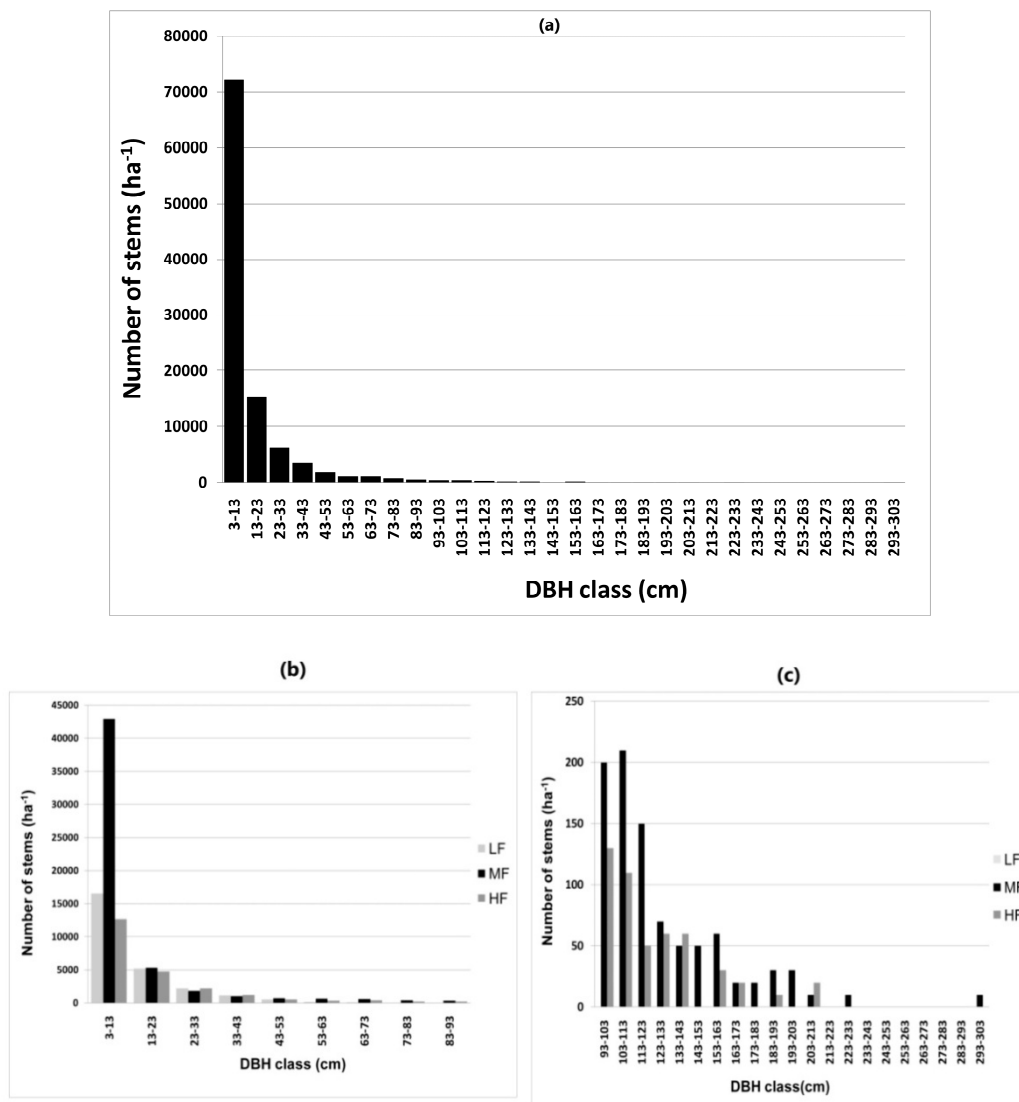 (a)
80000
70000
60000
50000
40000
30000
20000
10000
0
Number of stems (ha-1)
3-13 13-23 23-33 33-43 43-53 53-63 63-73 73-83 83-93 93-103 103-113 113-123 123-133 133-143 143-153 153-163 163-173 173-183 183-193 193-203 203-213 213-223 223-233 233-243 243-253 253-263 263-273 273-283 283-293 293-303
DBH class (cm)
(b)
45000
40000
35000
30000
25000
20000
15000
10000
5000
0
Number of stems (ha-1)
3-13 13-23 23-33 33-43 43-53 53-63 63-73 73-83 83-93
DBH class (cm)
LF
MF
HF
(c)
250
200
150
100
50
0
Number of stems (ha-1)
93-103 103-113 113-123 123-133 133-143 143-153 153-163 163-173 173-183 183-193 193-203 203-213 213-223 223-233 233-243 243-253 253-263 263-273 273-283 283-293 293-303
DBH class(cm)
LF
MF
HF